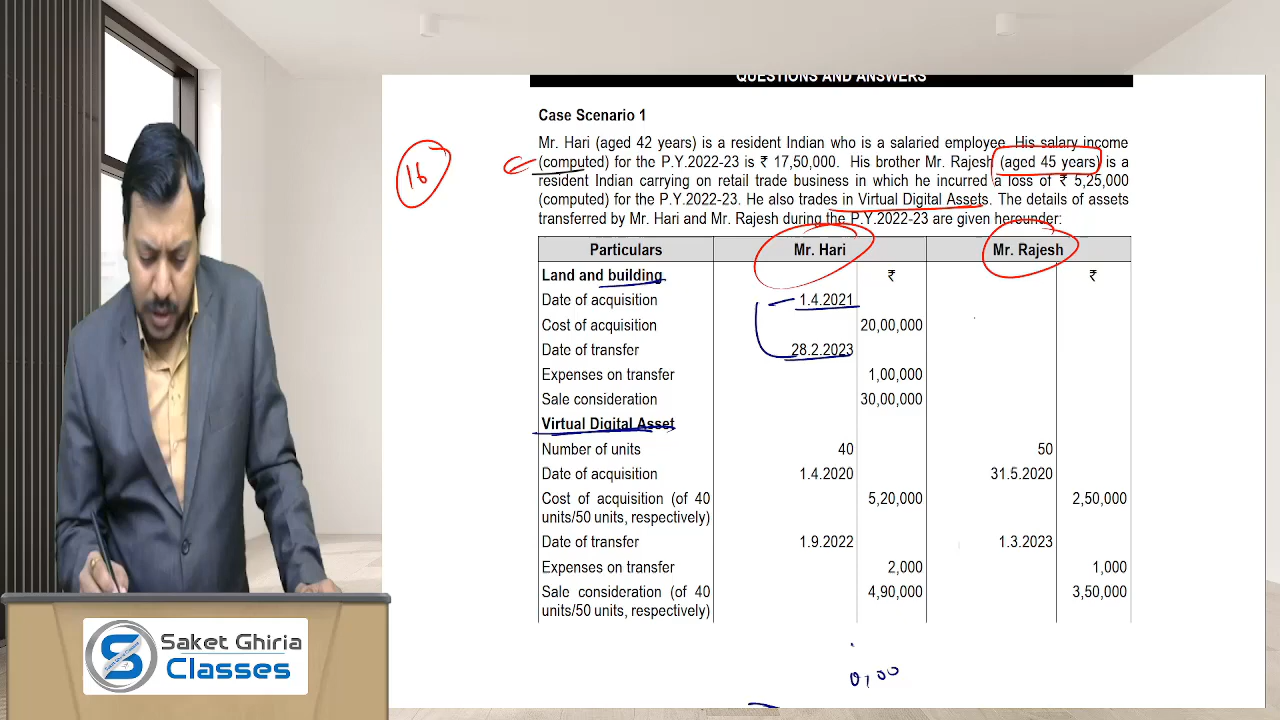 QUESTIONS AND ANSWERS
Case Scenario 1
Mr. Hari (aged 42 years) is a resident Indian who is a salaried employee. His salary income
(computed) for the P.Y.2022-23 is ₹ 17,50,000. His brother Mr. Rajesh (aged 45 years) is a
resident Indian carrying on retail trade business in which he incurred a loss of ₹ 5,25,000
(computed) for the P.Y.2022-23. He also trades in Virtual Digital Assets. The details of assets
transferred by Mr. Hari and Mr. Rajesh during the P.Y.2022-23 are given hereunder:
16
Particulars Mr. Hari Mr. Rajesh
Land and building ₹ ₹
Date of acquisition 1.4.2021
Cost of acquisition 20,00,000
Date of transfer 28.2.2023
Expenses on transfer 1,00,000
Sale consideration 30,00,000
Virtual Digital Asset
Number of units 40 50
Date of acquisition 1.4.2020 31.5.2020
Cost of acquisition (of 40 5,20,000 2,50,000
units/50 units, respectively)
Date of transfer 1.9.2022 1.3.2023
Expenses on transfer 2,000 1,000
Sale consideration (of 40 4,90,000 3,50,000
units/50 units, respectively)
Saket Ghiria
Classes